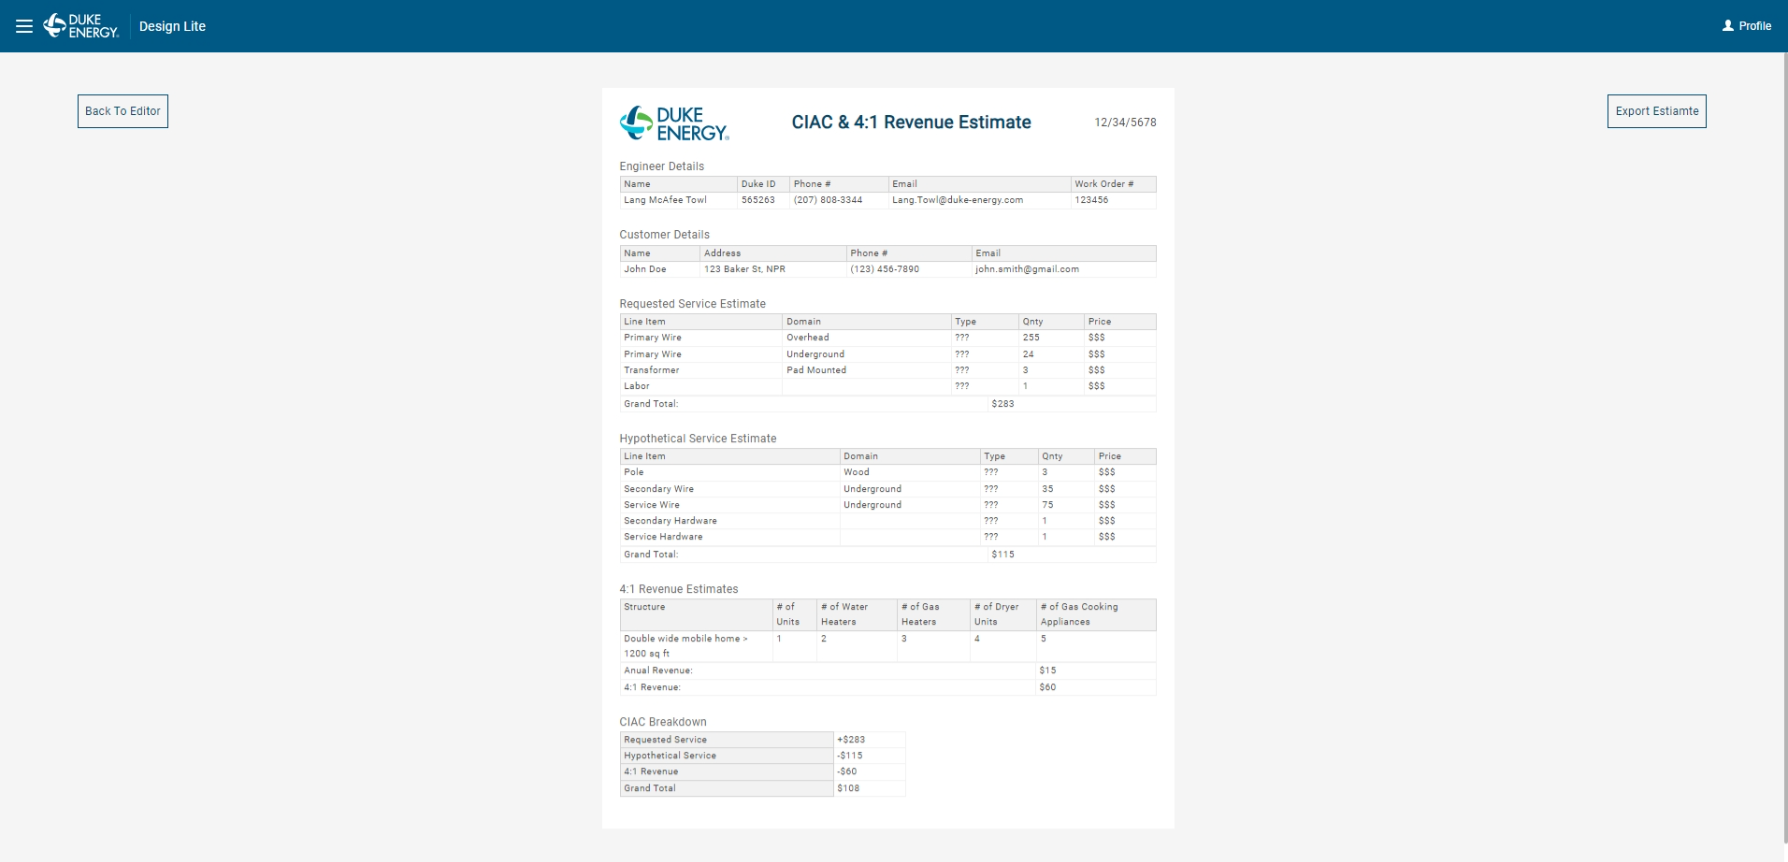 DUKE ENERGY® Design Lite Profile
Back To Editor
Export Estiamte
DUKE ENERGY® CIAC & 4:1 Revenue Estimate 12/34/5678
Engineer Details
Name Duke ID Phone # Email Work Order #
Lang McAfee Towl 565263 (207) 808-3344 Lang.Towl@duke-energy.com 123456
Customer Details
Name Address Phone # Email
John Doe 123 Baker St, NPR (123) 456-7890 john.smith@gmail.com
Requested Service Estimate
Line Item Domain Type Qnty Price
Primary Wire Overhead ??? 255 $$$
Primary Wire Underground ??? 24 $$$
Transformer Pad Mounted ??? 3 $$$
Labor ??? 1 $$$
Grand Total: $283
Hypothetical Service Estimate
Line Item Domain Type Qnty Price
Pole Wood ??? 3 $$$
Secondary Wire Underground ??? 35 $$$
Service Wire Underground ??? 75 $$$
Secondary Hardware ??? 1 $$$
Service Hardware ??? 1 $$$
Grand Total: $115
4:1 Revenue Estimates
Structure # of Units # of Water Heaters # of Gas Heaters # of Dryer Units # of Gas Cooking Appliances
Double wide mobile home > 1200 sq ft 1 2 3 4 5
Anual Revenue: $15
4:1 Revenue: $60
CIAC Breakdown
Requested Service +$283
Hypothetical Service -$115
4:1 Revenue -$60
Grand Total $108